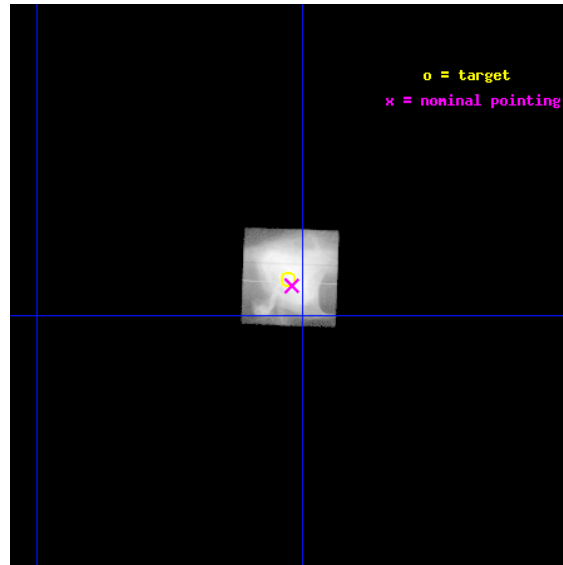 o = target
x = nominal pointing